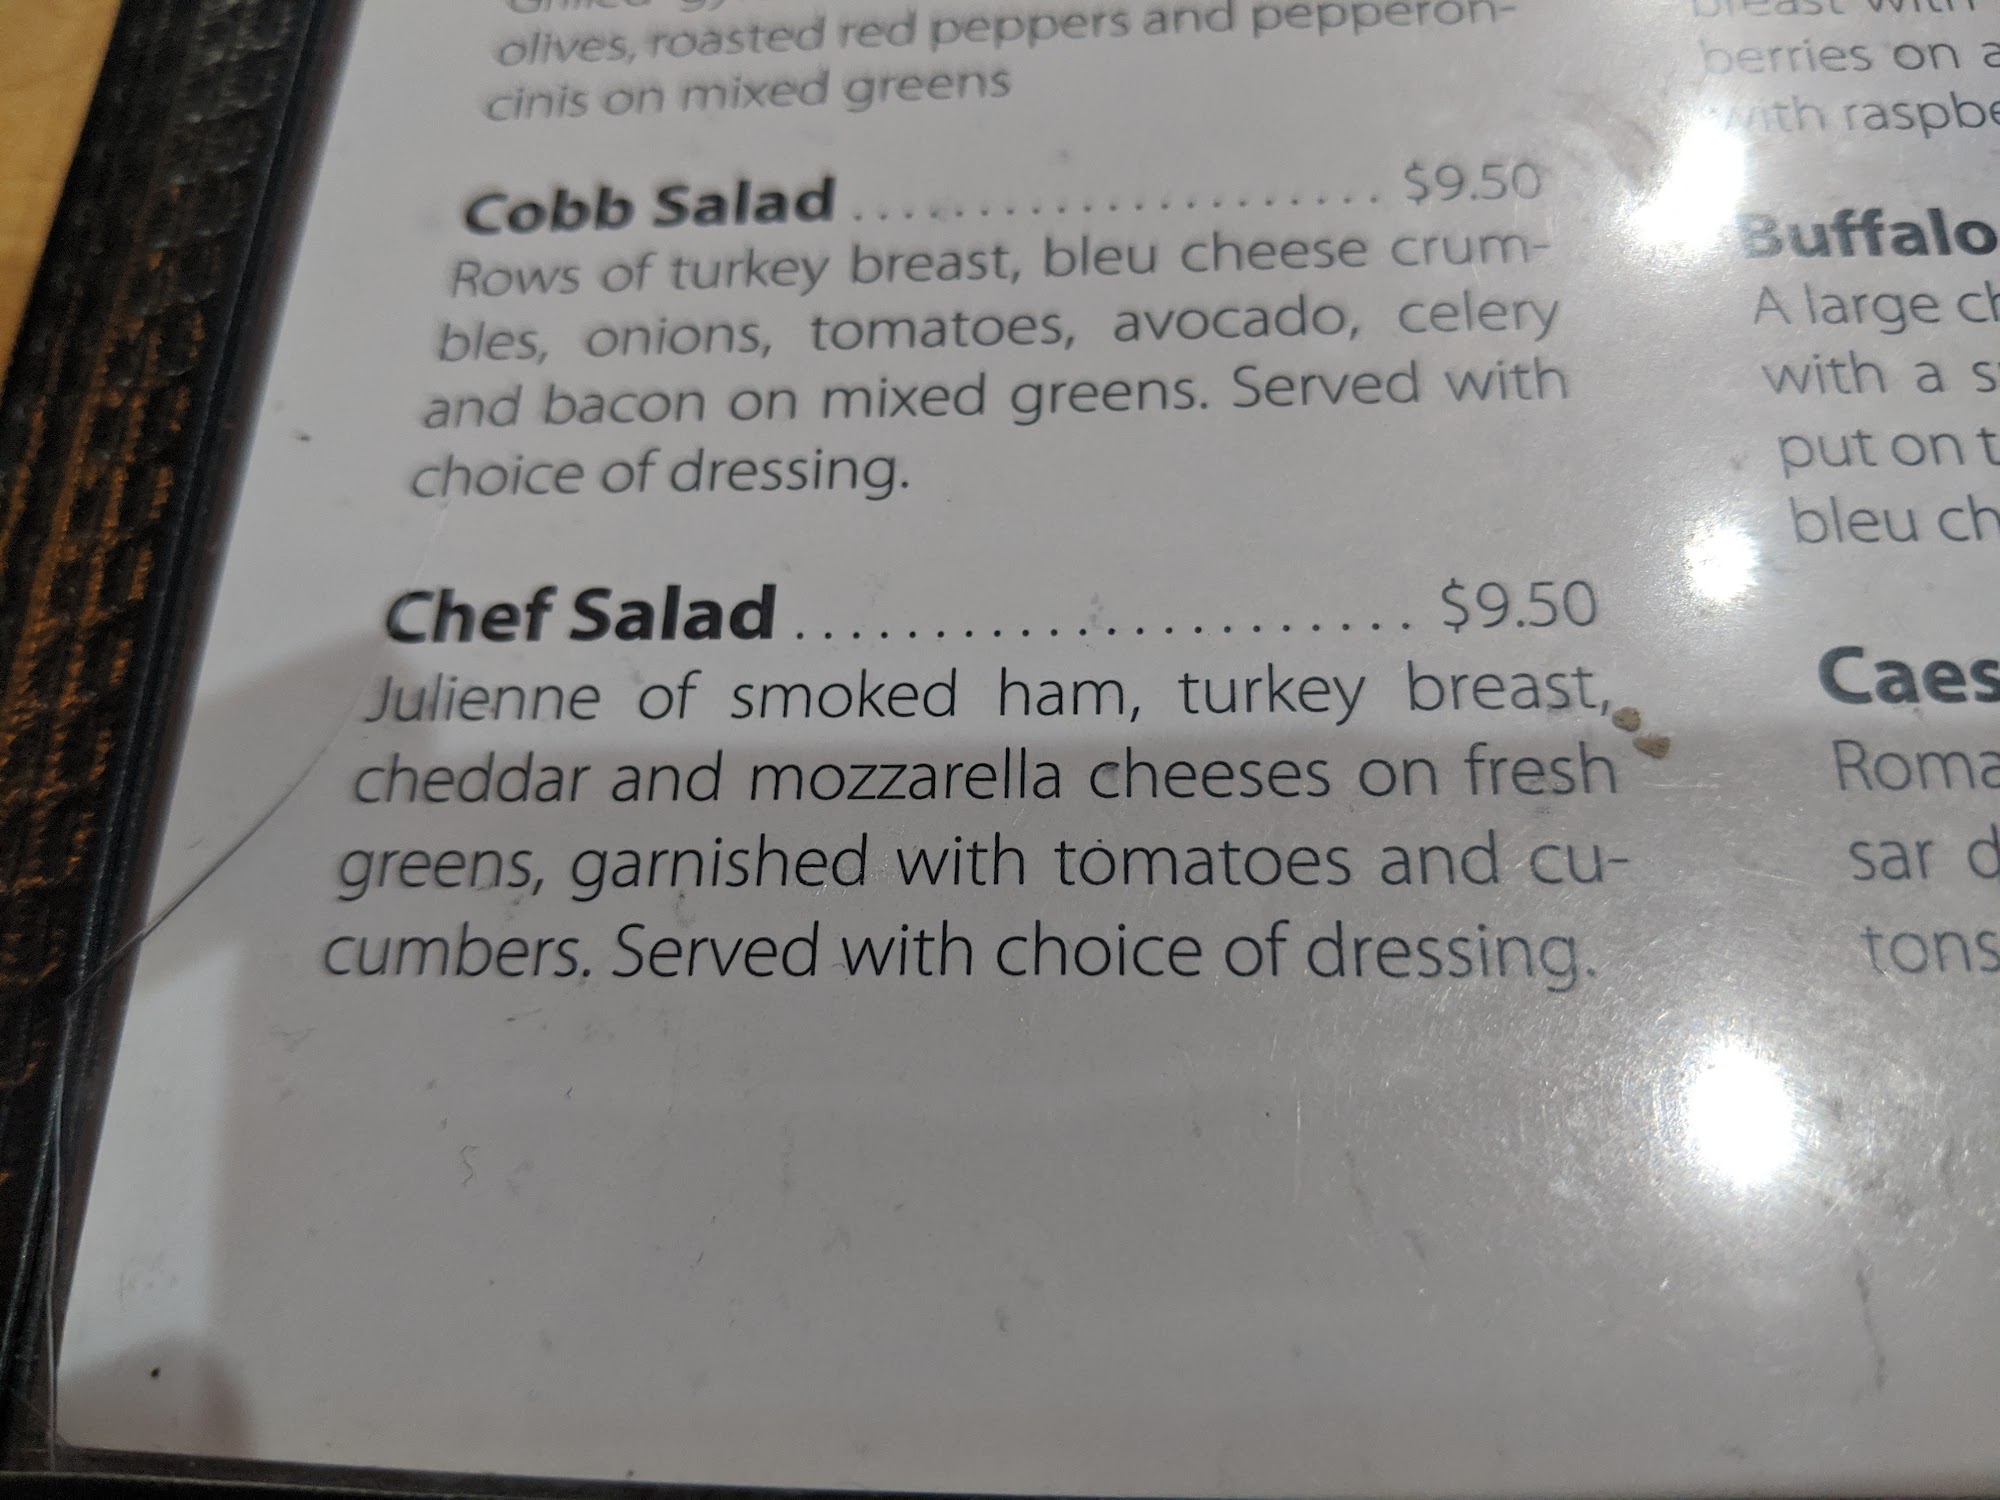 olives, roasted red peppers and pepperon-
cinis on mixed greens
Cobb Salad ...................... $9.50
Rows of turkey breast, bleu cheese crum-
bles, onions, tomatoes, avocado, celery
and bacon on mixed greens. Served with
choice of dressing.
Chef Salad ....................... $9.50
Julienne of smoked ham, turkey breast,
cheddar and mozzarella cheeses on fresh
greens, garnished with tomatoes and cu-
cumbers. Served with choice of dressing.
berries on a
with raspbe
Buffalo
A large ch
with a s
put on t
bleu ch
Caes
Roma
sar d
tons